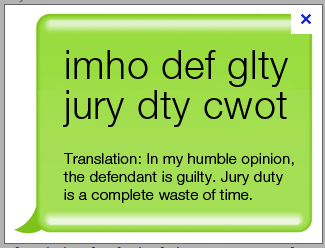 imho def glty
jury dty cwot
Translation: In my humble opinion,
the defendant is guilty. Jury duty
is a complete waste of time.